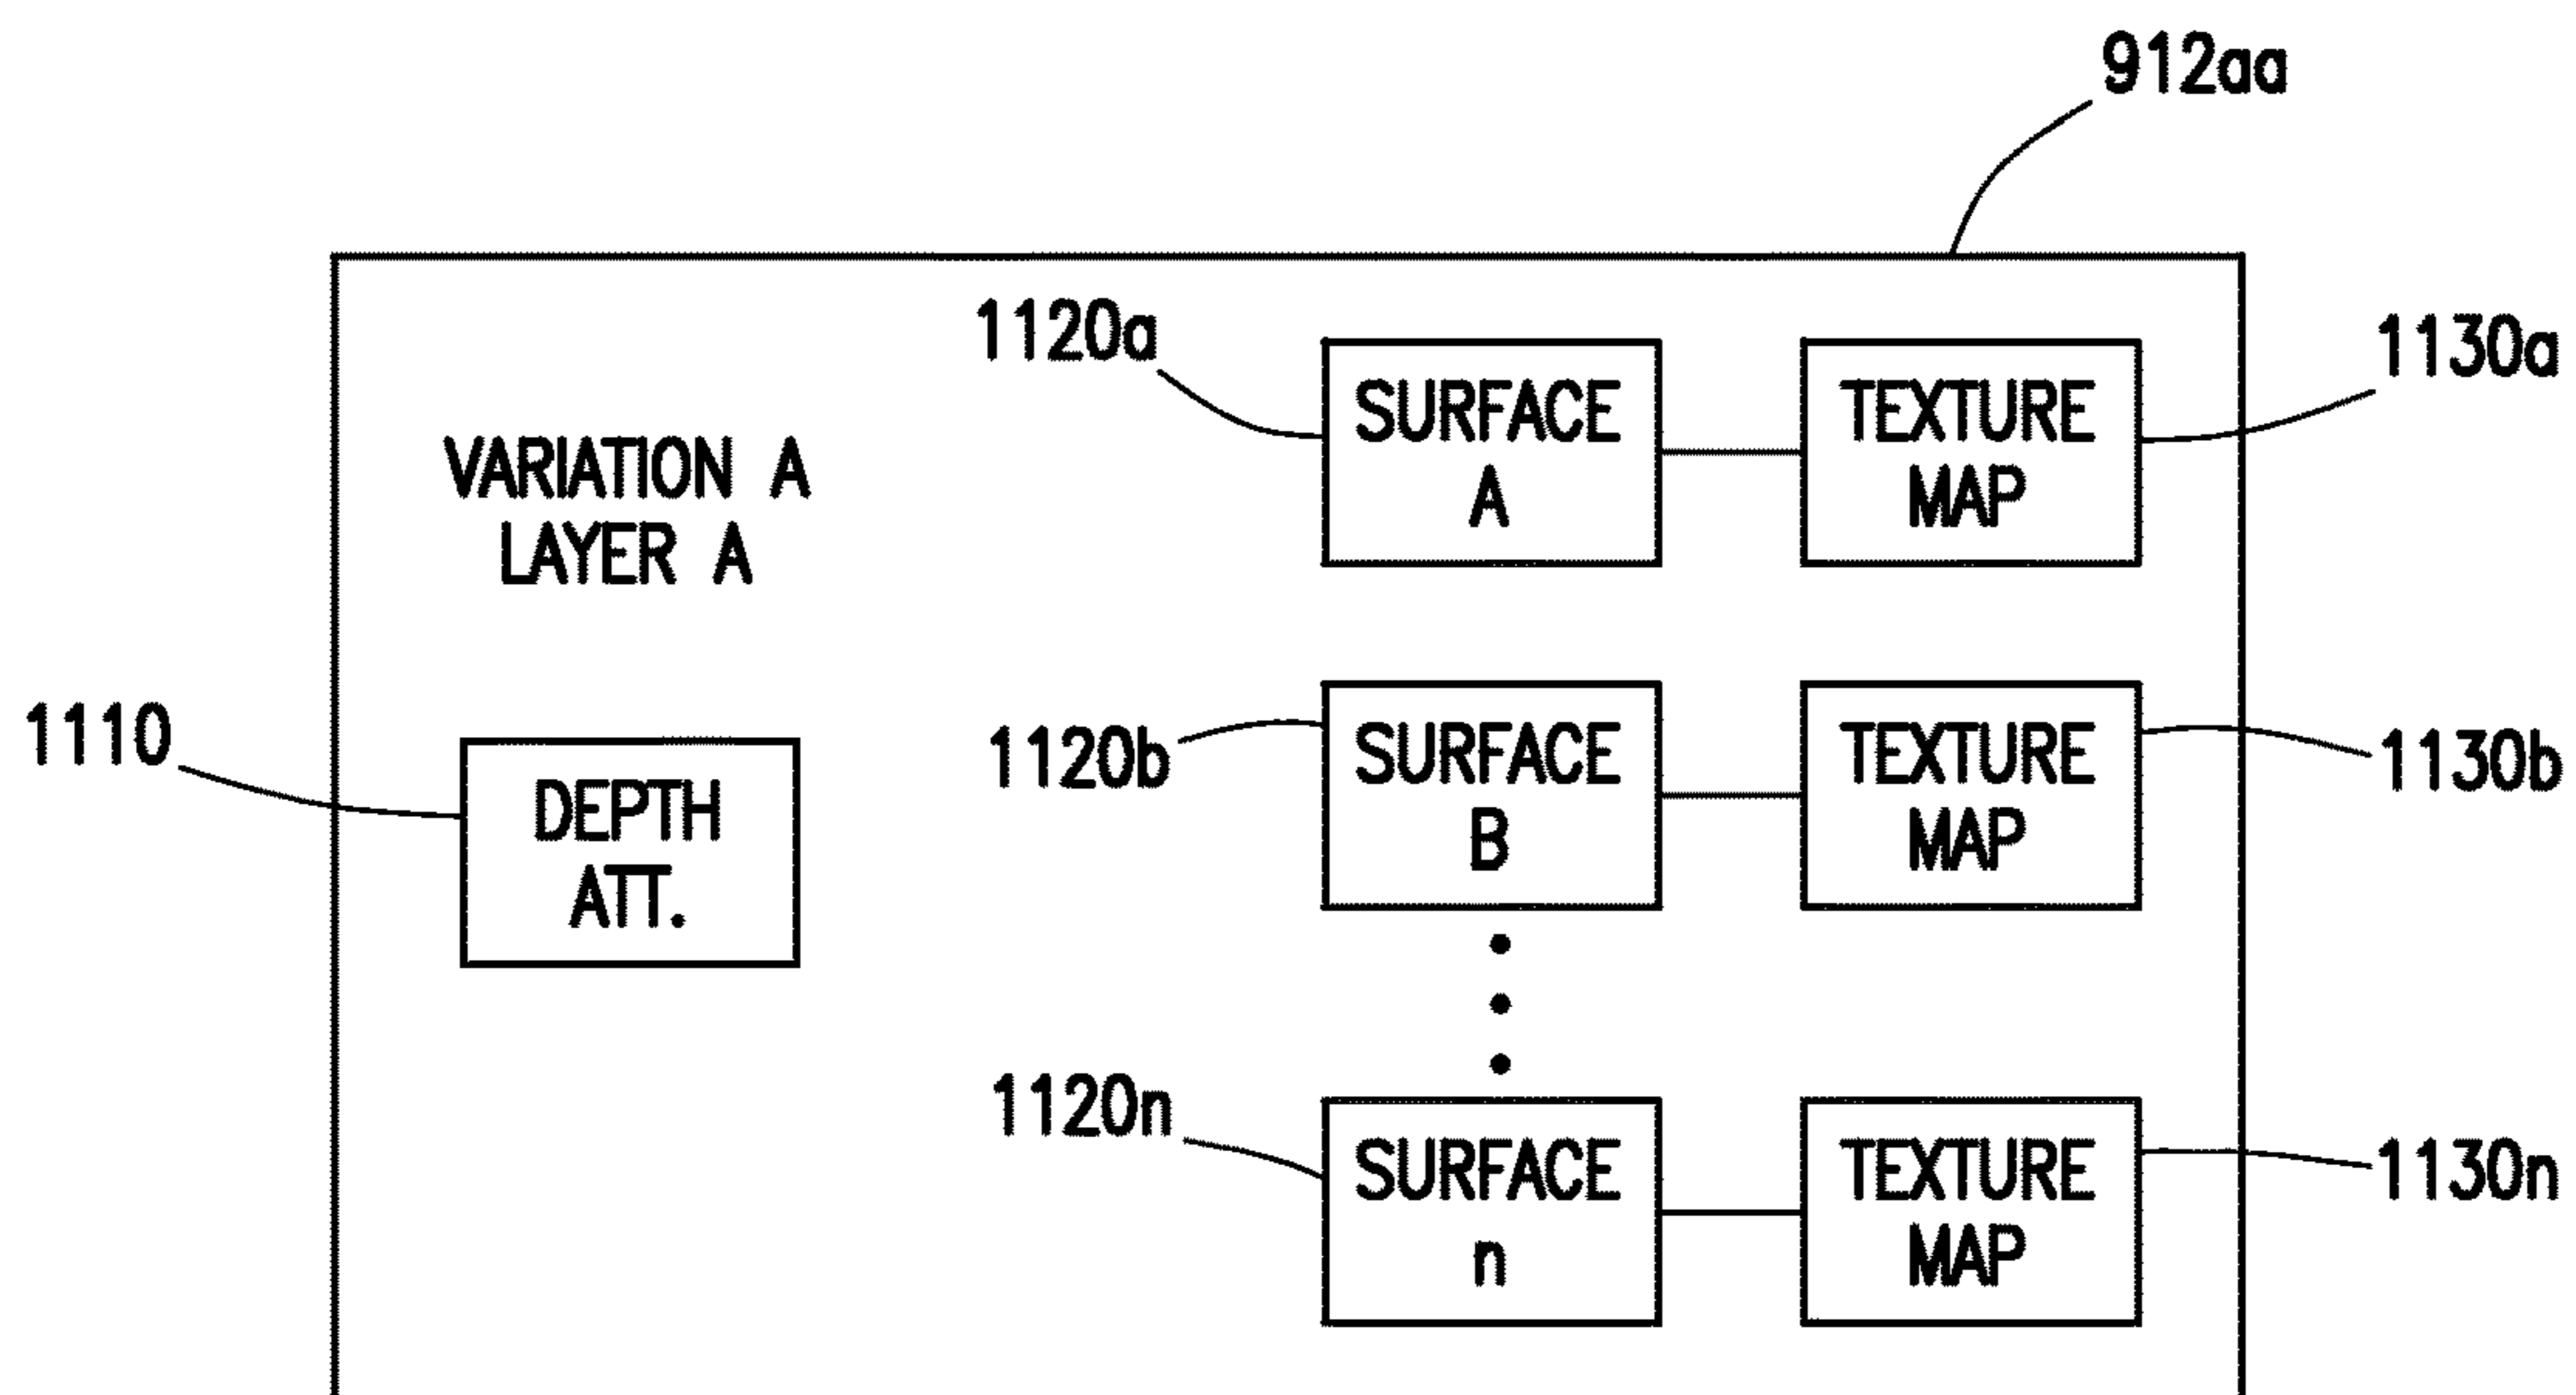 912aa
1120a
SURFACE
A
TEXTURE
MAP
1130a
VARIATION A
LAYER A
1110
DEPTH
ATT.
1120b
SURFACE
B
TEXTURE
MAP
1130b
1120n
SURFACE
n
TEXTURE
MAP
1130n